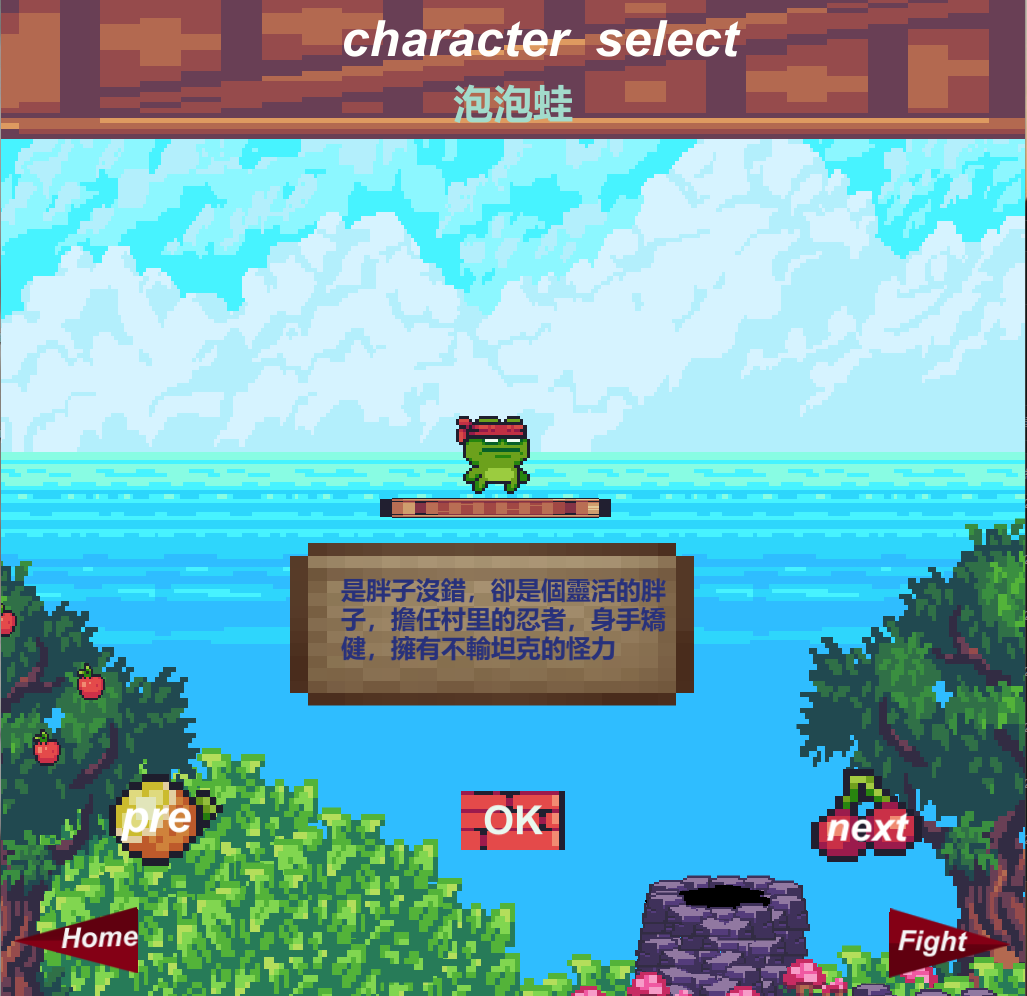 character select
泡泡蛙
是胖子沒錯，卻是個靈活的胖
子，擔任村里的忍者，身手矯
健，擁有不輸坦克的怪力
pre
OK
next
Home
Fight